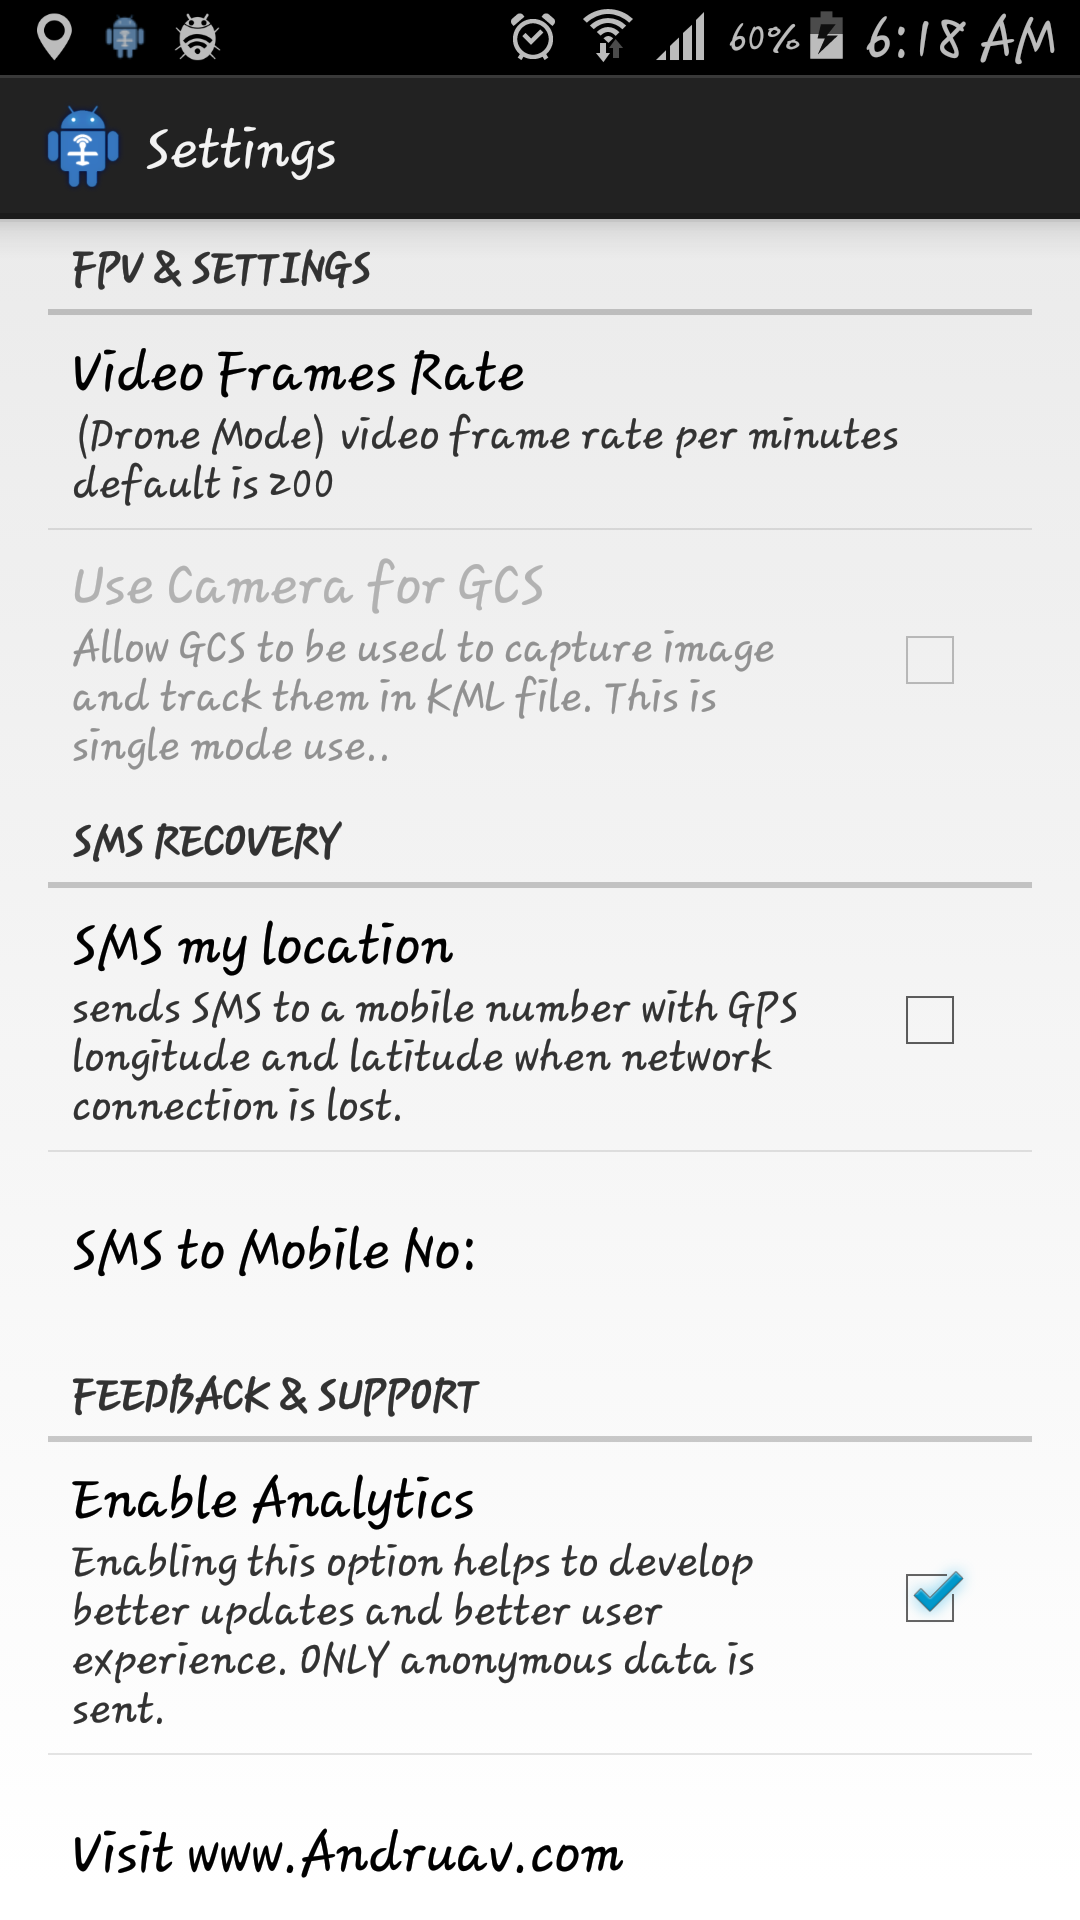 60% 6:18 AM
Settings
FPV & SETTINGS
Video Frames Rate
(Drone Mode) video frame rate per minutes
default is 200
Use Camera for GCS
Allow GCS to be used to capture image
and track them in KML file. This is
single mode use..
SMS RECOVERY
SMS my location
sends SMS to a mobile number with GPS
longitude and latitude when network
connection is lost.
SMS to Mobile No:
FEEDBACK & SUPPORT
Enable Analytics
Enabling this option helps to develop
better updates and better user
experience. ONLY anonymous data is
sent.
Visit www.Andruav.com